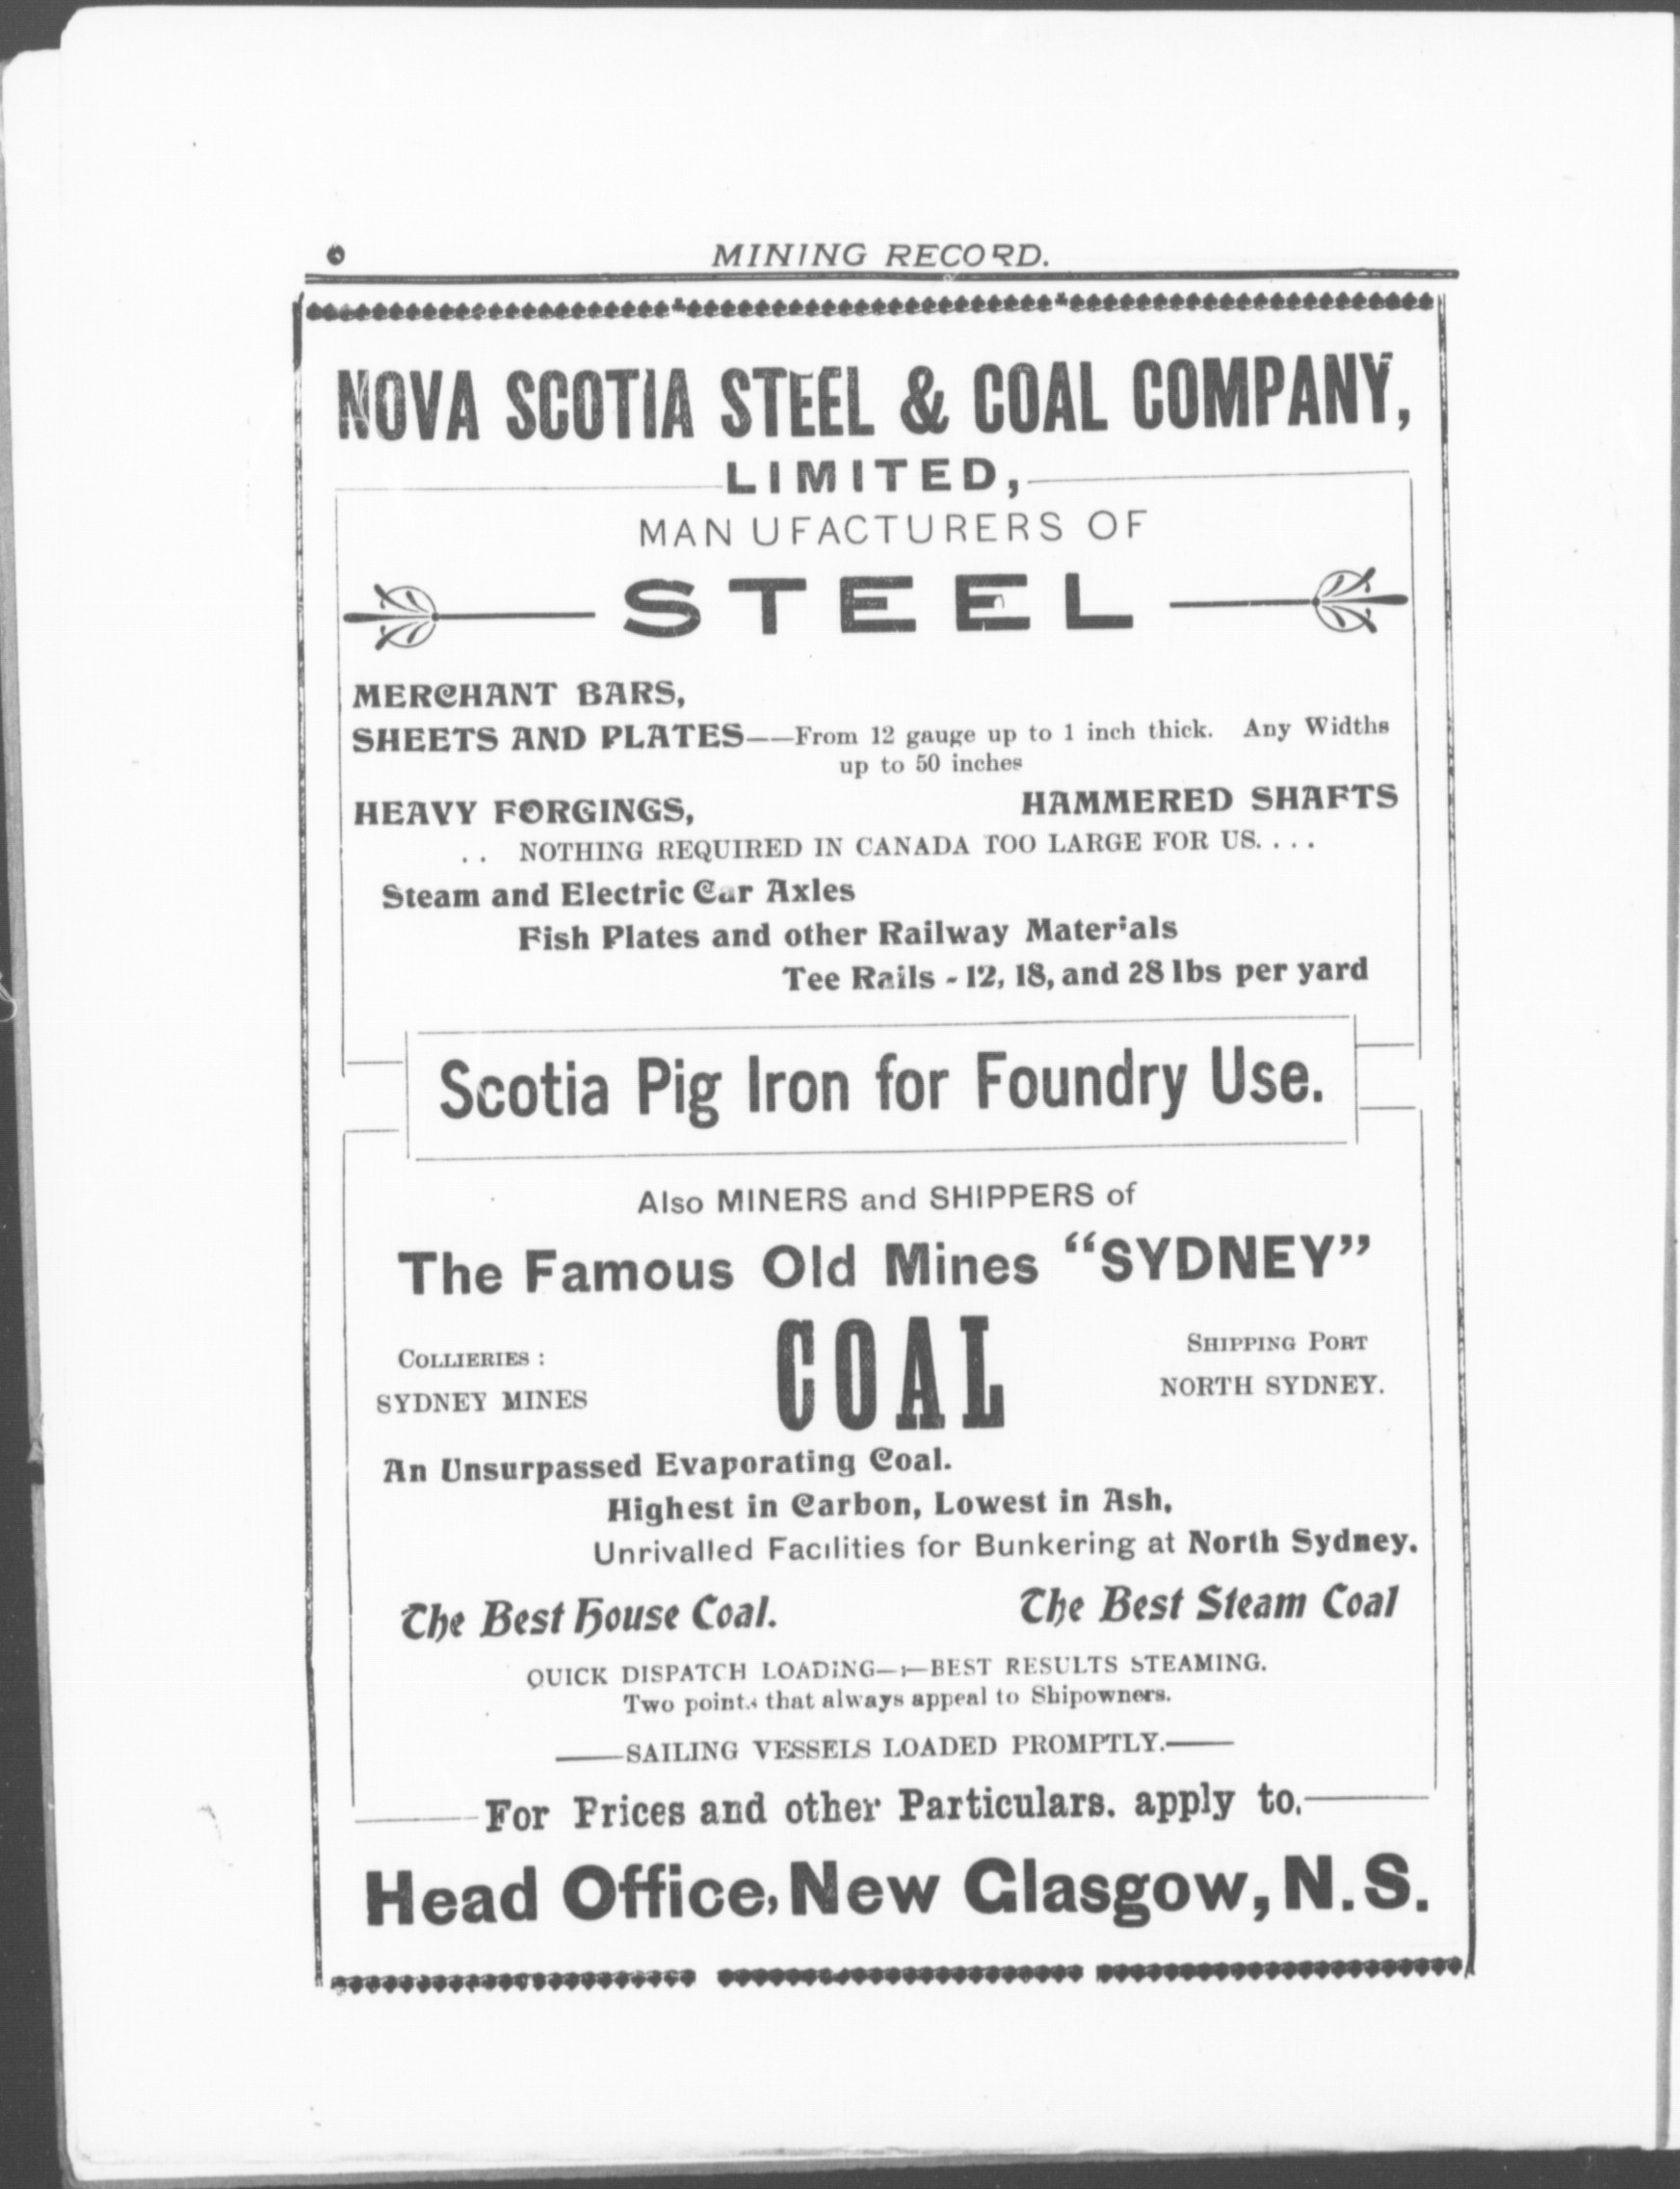 6
MINING RECORD.
NOVA SCOTIA STEEL & COAL COMPANY,
LIMITED,
MANUFACTURERS OF
STEEL
MERCHANT BARS,
SHEETS AND PLATES——From 12 gauge up to 1 inch thick. Any Widths
up to 50 inches
HEAVY FORGINGS, HAMMERED SHAFTS
.. NOTHING REQUIRED IN CANADA TOO LARGE FOR US....
Steam and Electric Car Axles
Fish Plates and other Railway Materials
Tee Rails - 12, 18, and 28 lbs per yard
Scotia Pig Iron for Foundry Use.
Also MINERS and SHIPPERS of
The Famous Old Mines "SYDNEY"
COAL
COLLIERIES :
SYDNEY MINES
SHIPPING PORT
NORTH SYDNEY.
An Unsurpassed Evaporating Coal.
Highest in Carbon, Lowest in Ash,
Unrivalled Facilities for Bunkering at North Sydney.
The Best House Coal. The Best Steam Coal
QUICK DISPATCH LOADING—:—BEST RESULTS STEAMING.
Two points that always appeal to Shipowners.
——SAILING VESSELS LOADED PROMPTLY.——
For Prices and other Particulars. apply to.
Head Office, New Glasgow, N.S.